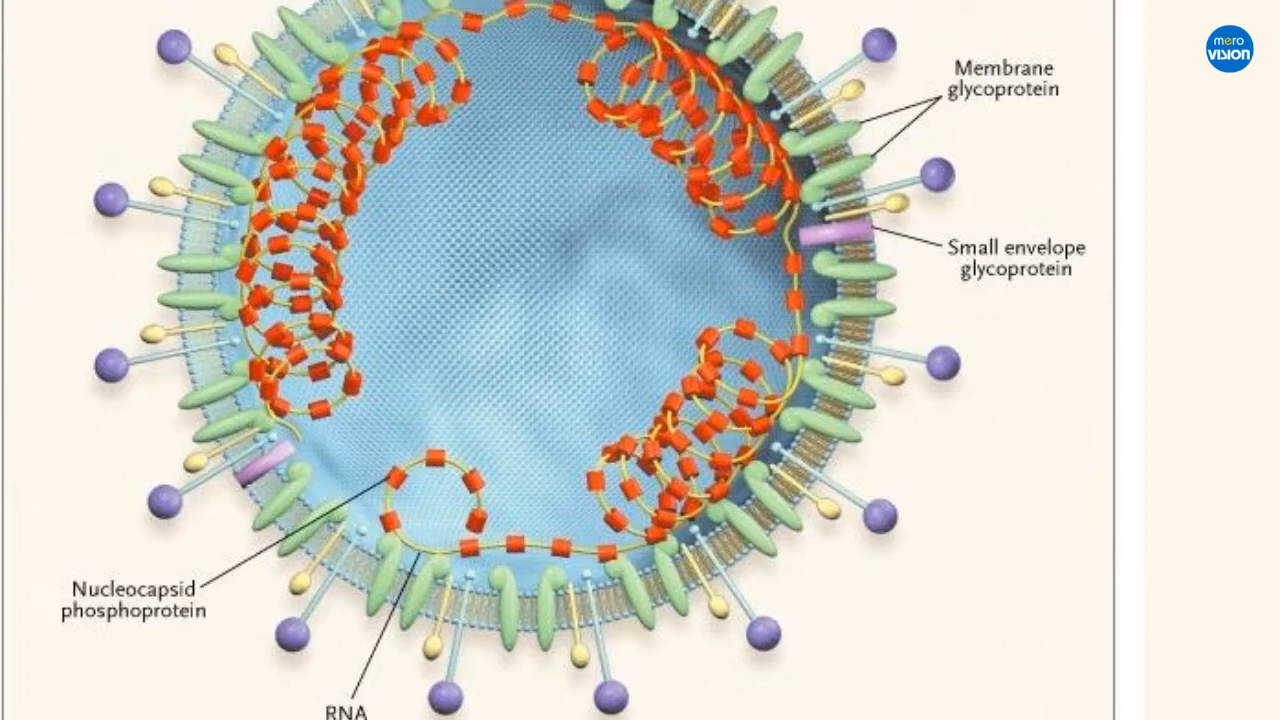 mero
VISION
Membrane
glycoprotein
Small envelope
glycoprotein
Nucleocapsid
phosphoprotein
RNA